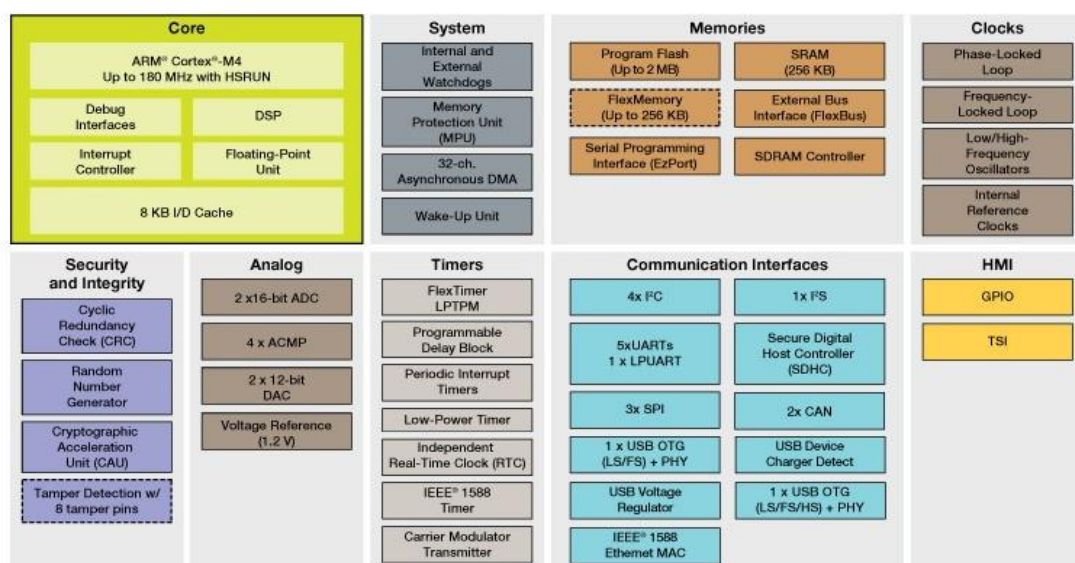 Core
ARM® Cortex®-M4
Up to 180 MHz with HSRUN
Debug
Interfaces
DSP
Interrupt
Controller
Floating-Point
Unit
8 KB I/D Cache
System
Internal and
External
Watchdogs
Memory
Protection Unit
(MPU)
32-ch.
Asynchronous DMA
Wake-Up Unit
Memories
Program Flash
(Up to 2 MB)
SRAM
(256 KB)
FlexMemory
(Up to 256 KB)
External Bus
Interface (FlexBus)
Serial Programming
Interface (EzPort)
SDRAM Controller
Clocks
Phase-Locked
Loop
Frequency-
Locked Loop
Low/High-
Frequency
Oscillators
Internal
Reference
Clocks
Security
and Integrity
Cyclic
Redundancy
Check (CRC)
Random
Number
Generator
Cryptographic
Acceleration
Unit (CAU)
Tamper Detection w/
8 tamper pins
Analog
2 x16-bit ADC
4 x ACMP
2 x 12-bit
DAC
Voltage Reference
(1.2 V)
Timers
FlexTimer
LPTPM
Programmable
Delay Block
Periodic Interrupt
Timers
Low-Power Timer
Independent
Real-Time Clock (RTC)
IEEE® 1588
Timer
Carrier Modulator
Transmitter
Communication Interfaces
4x I²C
1x I²S
5xUARTs
1 x LPUART
Secure Digital
Host Controller
(SDHC)
3x SPI
2x CAN
1 x USB OTG
(LS/FS) + PHY
USB Device
Charger Detect
USB Voltage
Regulator
1 x USB OTG
(LS/FS/HS) + PHY
IEEE® 1588
Ethernet MAC
HMI
GPIO
TSI